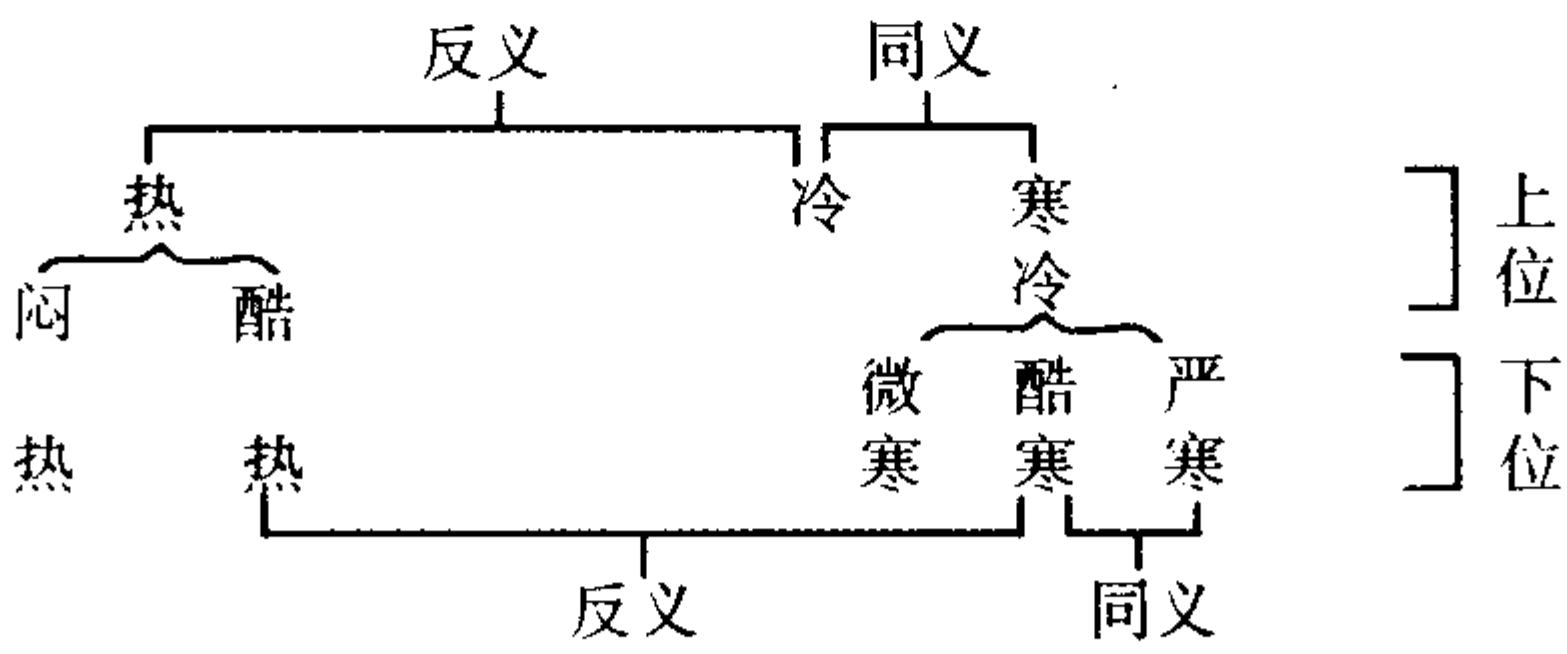 反义 同义
热 冷 寒冷 上位
闷热 酷热 微寒 酷寒 严寒 下位
反义 同义